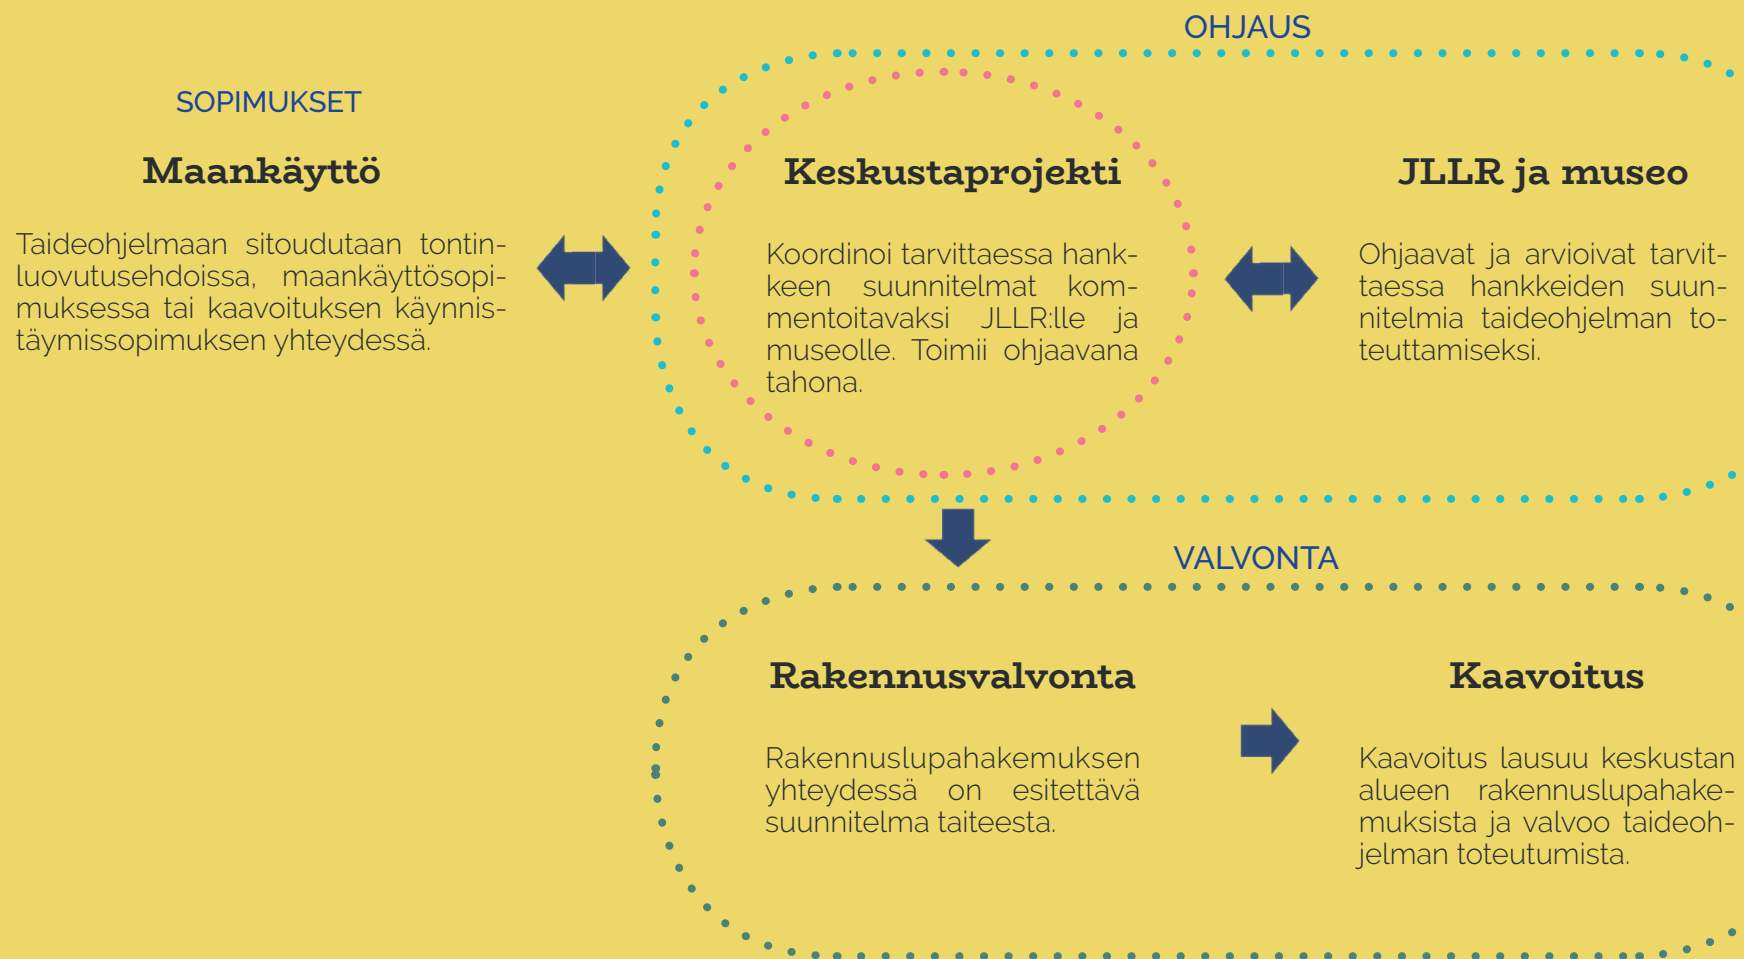 OHJAUS
SOPIMUKSET
Maankäyttö
Taideohjelmaan sitoudutaan tontin-
luovutusehdoissa, maankäyttösopi-
muksessa tai kaavoituksen käynnis-
täymissopimuksen yhteydessä.
Keskustaprojekti
Koordinoi tarvittaessa hank-
keen suunnitelmat kom-
mentoitavaksi JLLR:lle ja
museolle. Toimii ohjaavana
tahona.
JLLR ja museo
Ohjaavat ja arvioivat tarvit-
taessa hankkeiden suun-
nitelmia taideohjelman to-
teuttamiseksi.
VALVONTA
Rakennusvalvonta
Rakennuslupahakemuksen
yhteydessä on esitettävä
suunnitelma taiteesta.
Kaavoitus
Kaavoitus lausuu keskustan
alueen rakennuslupahake-
muksista ja valvoo taideoh-
jelman toteutumista.